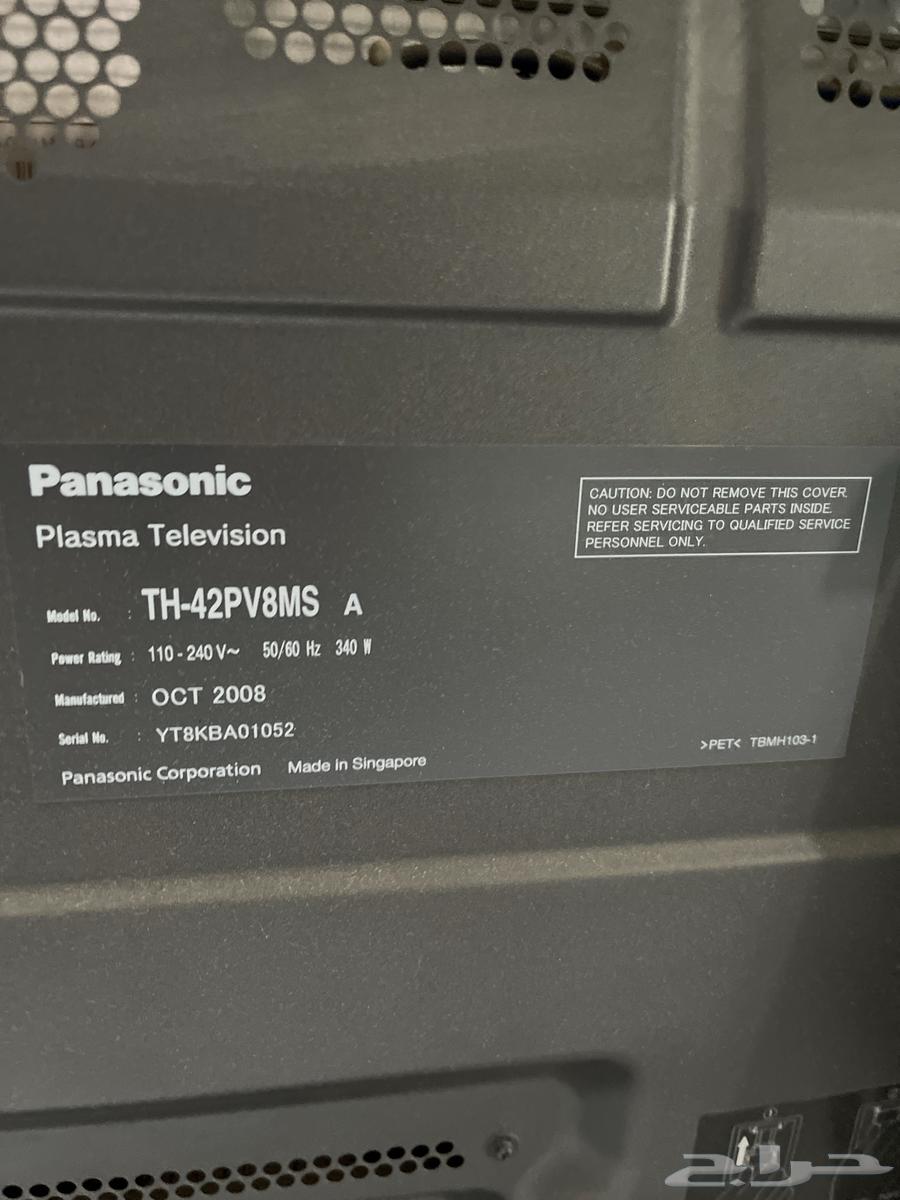 Panasonic
Plasma Television
CAUTION: DO NOT REMOVE THIS COVER.
NO USER SERVICEABLE PARTS INSIDE.
REFER SERVICING TO QUALIFIED SERVICE
PERSONNEL ONLY.
Model No. : TH-42PV8MS A
Power Rating : 110 - 240 V~ 50/60 Hz 340 W
Manufactured : OCT 2008
Serial No. : YT8KBA01052
Panasonic Corporation Made in Singapore
>PET< TBMH103-1
حراج